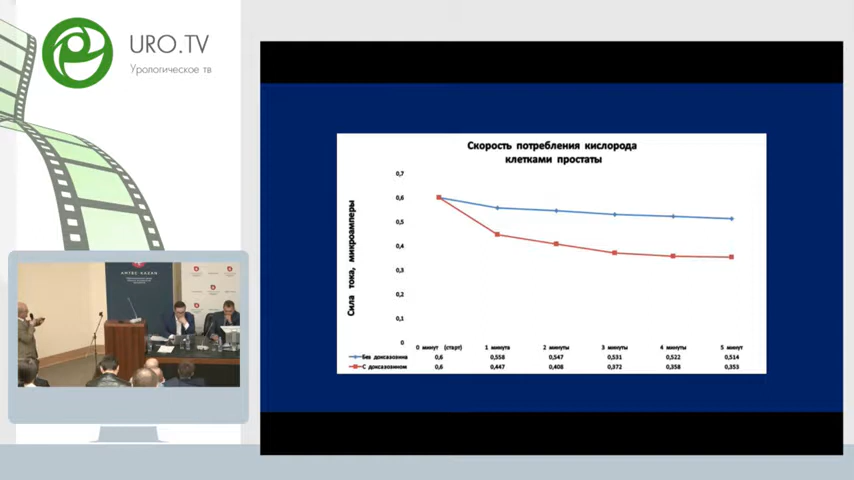 URO.TV
Урологическое тв
Скорость потребления кислорода
клетками простаты
Сила тока, микроамперы
0,7
0,6
0,5
0,4
0,3
0,2
0,1
0
0 минут (старт) 1 минута 2 минуты 3 минуты 4 минуты 5 минут
Без доксазозина 0,6 0,558 0,547 0,531 0,522 0,514
С доксазозином 0,6 0,447 0,408 0,372 0,358 0,353